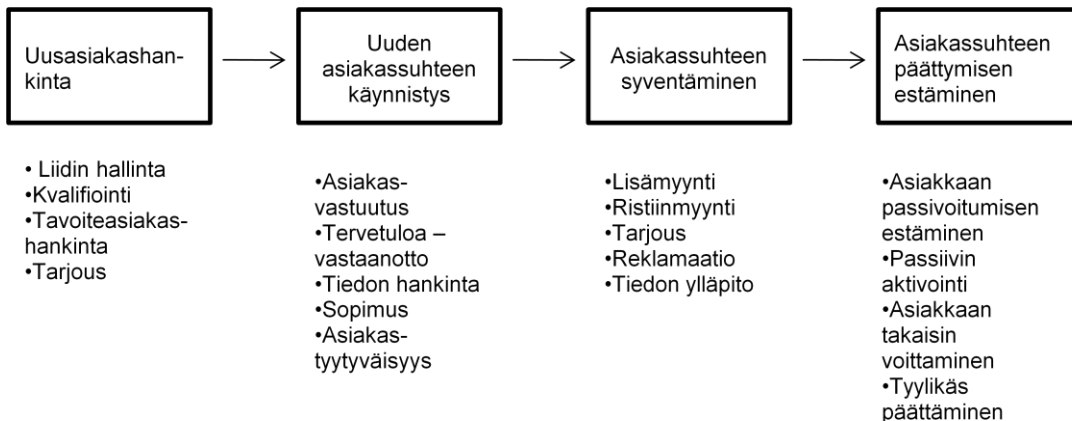 Uusasiakashan-
kinta
Uuden
asiakassuhteen
käynnistys
Asiakassuhteen
syventäminen
Asiakassuhteen
päättymisen
estäminen
• Liidin hallinta
•Kvalifiointi
•Tavoiteasiakas-
hankinta
•Tarjous
•Asiakas-
vastuutus
•Tervetuloa –
vastaanotto
•Tiedon hankinta
•Sopimus
•Asiakas-
tyytyväisyys
•Lisämyynti
•Ristiinmyynti
•Tarjous
•Reklamaatio
•Tiedon ylläpito
•Asiakkaan
passivoitumisen
estäminen
•Passiivin
aktivointi
•Asiakkaan
takaisin
voittaminen
•Tyylikäs
päättäminen